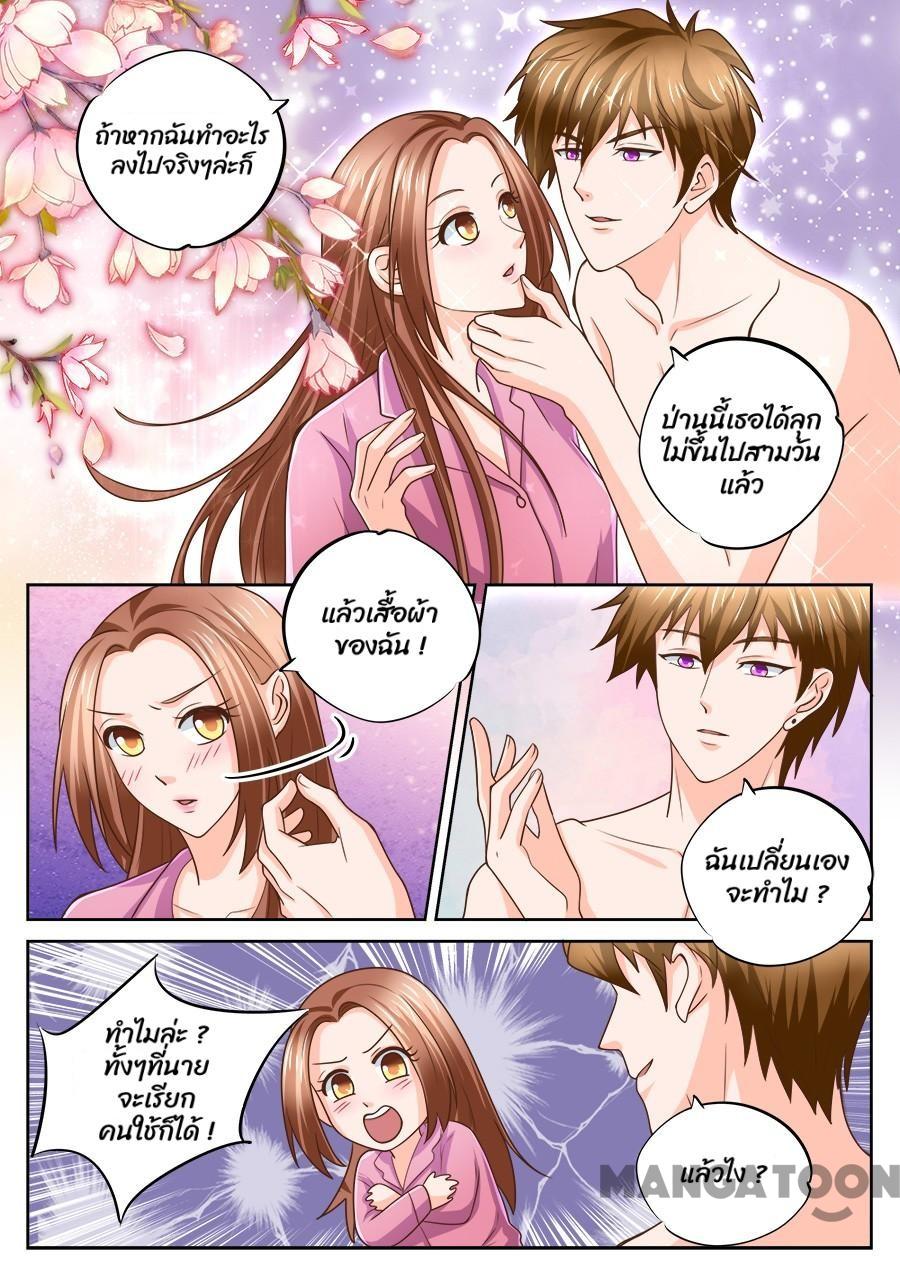 ถ้าหากฉันทำอะไร
ลงไปจริงๆล่ะก็
ป่านนี้เธอได้ลุก
ไม่ขึ้นไปสามวัน
แล้ว
แล้วเสื้อผ้า
ของฉัน !
ฉันเปลี่ยนเอง
จะทำไม ?
ทำไมล่ะ ?
ทั้งๆที่นาย
จะเรียก
คนใช้ก็ได้ !
แล้วไง ?
MANGATOON